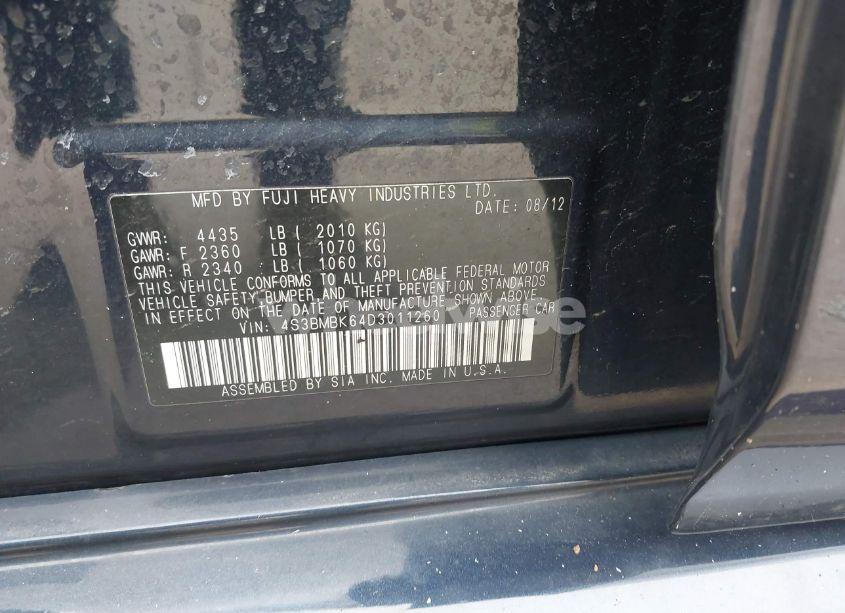 MFD BY FUJI HEAVY INDUSTRIES LTD.
DATE: 08/12
GVWR: 4435 LB ( 2010 KG)
GAWR: F 2360 LB ( 1070 KG)
GAWR: R 2340 LB ( 1060 KG)
THIS VEHICLE CONFORMS TO ALL APPLICABLE FEDERAL MOTOR
VEHICLE SAFETY, BUMPER, AND THEFT PREVENTION STANDARDS
IN EFFECT ON THE DATE OF MANUFACTURE SHOWN ABOVE
VIN: 4S3BMBK64D3011260 PASSENGER CAR
ASSEMBLED BY SIA INC. MADE IN U.S.A.